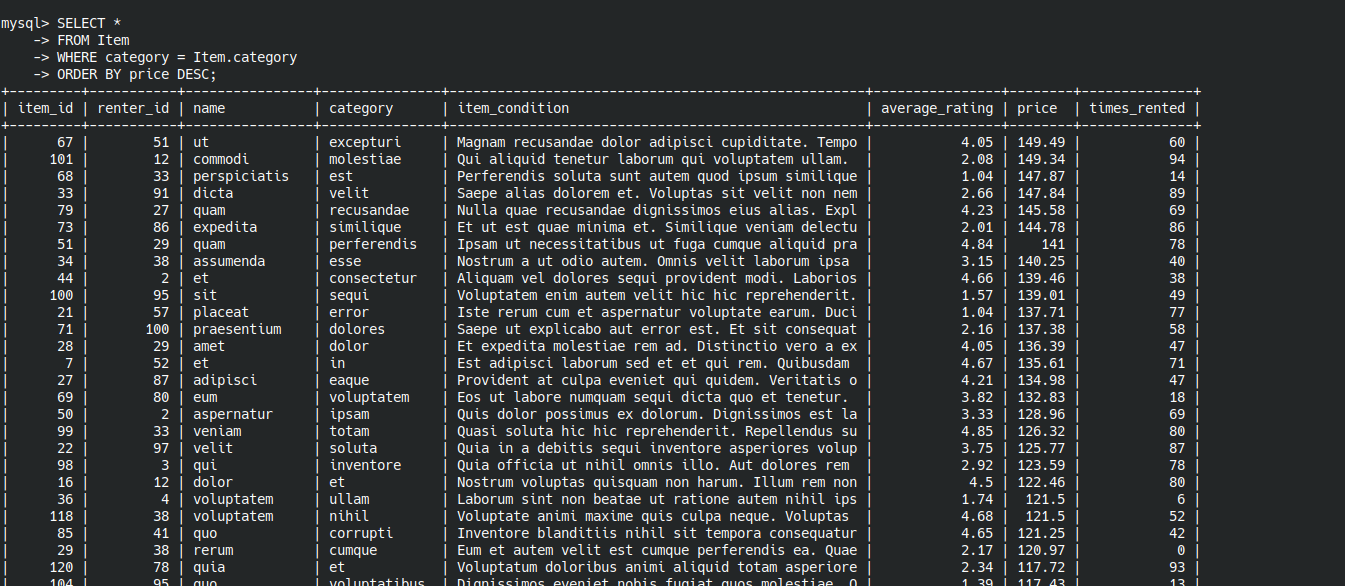 mysql> SELECT *
    -> FROM Item
    -> WHERE category = Item.category
    -> ORDER BY price DESC;
+---------+-----------+---------------+--------------+---------------------------------------------------+----------------+--------+--------------+
| item_id | renter_id | name | category | item_condition | average_rating | price | times_rented |
+---------+-----------+---------------+--------------+---------------------------------------------------+----------------+--------+--------------+
| 67 | 51 | ut | excepturi | Magnam recusandae dolor adipisci cupiditate. Tempo | 4.05 | 149.49 | 60 |
| 101 | 12 | commodi | molestiae | Qui aliquid tenetur laborum qui voluptatem ullam. | 2.08 | 149.34 | 94 |
| 68 | 33 | perspiciatis | est | Perferendis soluta sunt autem quod ipsum similique | 1.04 | 147.87 | 14 |
| 33 | 91 | dicta | velit | Saepe alias dolorem et. Voluptas sit velit non nem | 2.66 | 147.84 | 89 |
| 79 | 27 | quam | recusandae | Nulla quae recusandae dignissimos eius alias. Expl | 4.23 | 145.58 | 69 |
| 73 | 86 | expedita | similique | Et ut est quae minima et. Similique veniam delectu | 2.01 | 144.78 | 86 |
| 51 | 29 | quam | perferendis | Ipsam ut necessitatibus ut fuga cumque aliquid pra | 4.84 | 141 | 78 |
| 34 | 38 | assumenda | esse | Nostrum a ut odio autem. Omnis velit laborum ipsa | 3.15 | 140.25 | 40 |
| 44 | 2 | et | consectetur | Aliquam vel dolores sequi provident modi. Laborios | 4.66 | 139.46 | 38 |
| 100 | 95 | sit | sequi | Voluptatem enim autem velit hic hic reprehenderit. | 1.57 | 139.01 | 49 |
| 21 | 57 | placeat | error | Iste rerum cum et aspernatur voluptate earum. Duci | 1.04 | 137.71 | 77 |
| 71 | 100 | praesentium | dolores | Saepe ut explicabo aut error est. Et sit consequat | 2.16 | 137.38 | 58 |
| 28 | 29 | amet | dolor | Et expedita molestiae rem ad. Distinctio vero a ex | 4.05 | 136.39 | 47 |
| 7 | 52 | et | in | Est adipisci laborum sed et et qui rem. Quibusdam | 4.67 | 135.61 | 71 |
| 27 | 87 | adipisci | eaque | Provident at culpa eveniet qui quidem. Veritatis o | 4.21 | 134.98 | 47 |
| 69 | 80 | eum | voluptatem | Eos ut labore numquam sequi dicta quo et tenetur. | 3.82 | 132.83 | 18 |
| 50 | 2 | aspernatur | ipsam | Quis dolor possimus ex dolorum. Dignissimos est la | 3.33 | 128.96 | 69 |
| 99 | 33 | veniam | totam | Quasi soluta hic hic reprehenderit. Repellendus su | 4.85 | 126.32 | 80 |
| 22 | 97 | velit | soluta | Quia in a debitis sequi inventore asperiores volup | 3.75 | 125.77 | 87 |
| 98 | 3 | qui | inventore | Quia officia ut nihil omnis illo. Aut dolores rem | 2.92 | 123.59 | 78 |
| 16 | 12 | dolor | et | Nostrum voluptas quisquam non harum. Illum rem non | 4.5 | 122.46 | 80 |
| 36 | 4 | voluptatem | ullam | Laborum sint non beatae ut ratione autem nihil ips | 1.74 | 121.5 | 6 |
| 118 | 38 | voluptatem | nihil | Voluptate animi maxime quis culpa neque. Voluptas | 4.68 | 121.5 | 52 |
| 85 | 41 | quo | corrupti | Inventore blanditiis nihil sit tempora consequatur | 4.65 | 121.25 | 42 |
| 29 | 38 | rerum | cumque | Eum et autem velit est cumque perferendis ea. Quae | 2.17 | 120.97 | 0 |
| 120 | 78 | quia | et | Voluptatum doloribus animi aliquid totam asperiore | 2.34 | 117.72 | 93 |
| 104 | 95 | quo | voluptatibus | Dignissimos eveniet nobis fugiat quos molestiae. O | 1.39 | 117.43 | 13 |